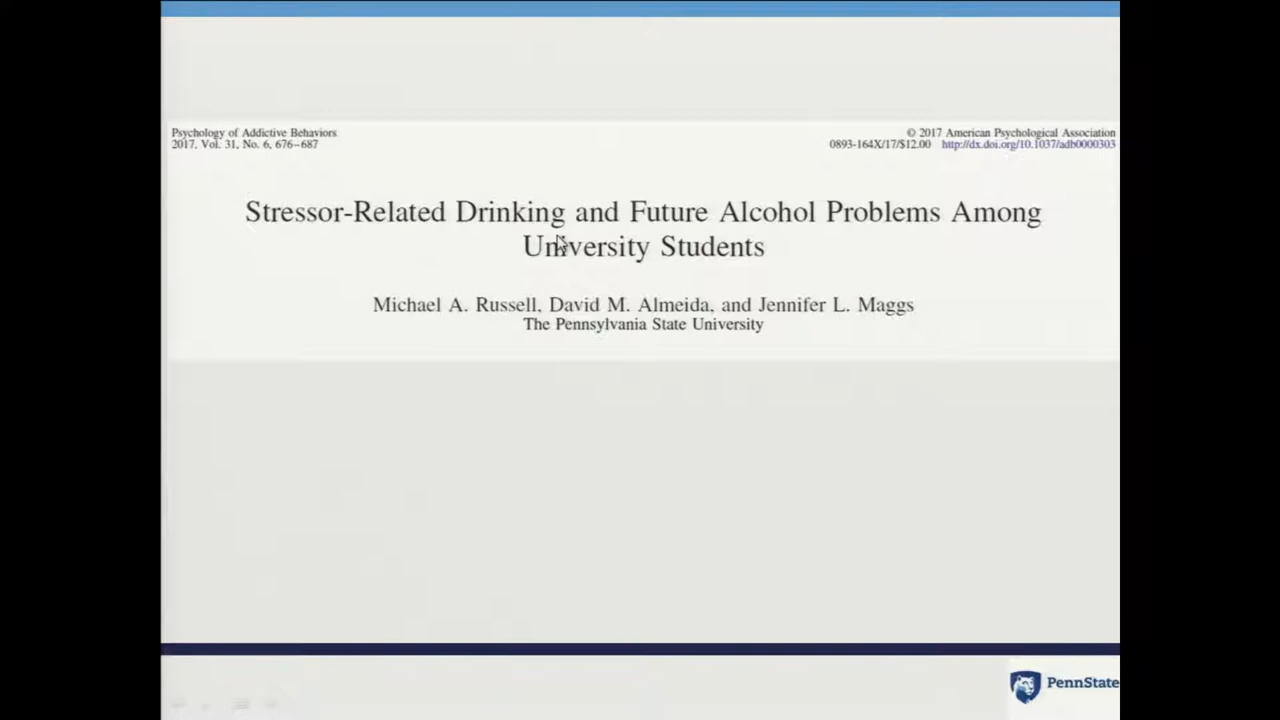 Psychology of Addictive Behaviors
2017, Vol. 31, No. 6, 676–687
© 2017 American Psychological Association
0893-164X/17/$12.00 http://dx.doi.org/10.1037/adb0000303
Stressor-Related Drinking and Future Alcohol Problems Among
University Students
Michael A. Russell, David M. Almeida, and Jennifer L. Maggs
The Pennsylvania State University
PennState